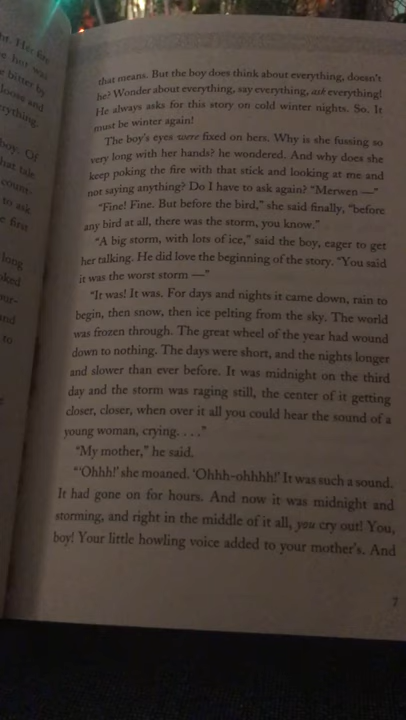 that means. But the boy does think about everything, doesn't
he? Wonder about everything, say everything, ask everything!
He always asks for this story on cold winter nights. So. It
must be winter again!
The boy's eyes were fixed on hers. Why is she fussing so
very long with her hands? he wondered. And why does she
keep poking the fire with that stick and looking at me and
not saying anything? Do I have to ask again? "Merwen —"
"Fine! Fine. But before the bird," she said finally, "before
any bird at all, there was the storm, you know."
"A big storm, with lots of ice," said the boy, eager to get
her talking. He did love the beginning of the story. "You said
it was the worst storm —"
"It was! It was. For days and nights it came down, rain to
begin, then snow, then ice pelting from the sky. The world
was frozen through. The great wheel of the year had wound
down to nothing. The days were short, and the nights longer
and slower than ever before. It was midnight on the third
day and the storm was raging still, the center of it getting
closer, closer, when over it all you could hear the sound of a
young woman, crying. . . ."
"My mother," he said.
"'Ohhh!' she moaned. 'Ohhh-ohhhh!' It was such a sound.
It had gone on for hours. And now it was midnight and
storming, and right in the middle of it all, you cry out! You,
boy! Your little howling voice added to your mother's. And
7